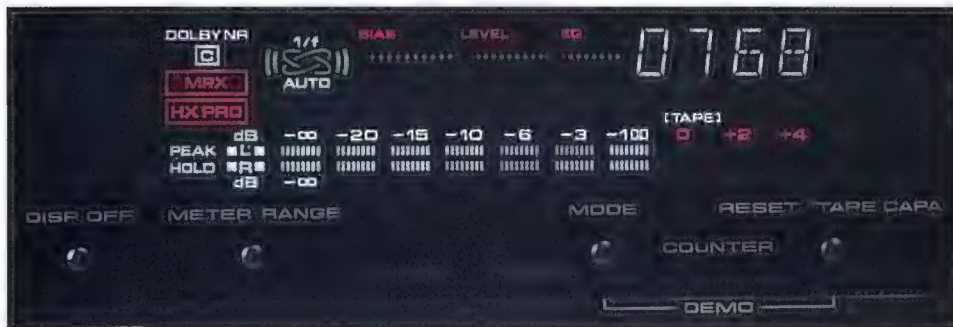 DOLBY NR
C
1/f
AUTO
BIAS LEVEL EQ
0768
MRX
HX PRO
[TAPE]
dB -∞ -20 -15 -10 -6 -3 -100 0 +2 +4
PEAK L
HOLD R
dB -∞
DISP. OFF METER RANGE MODE RESET / TAPE CAPA
COUNTER
DEMO